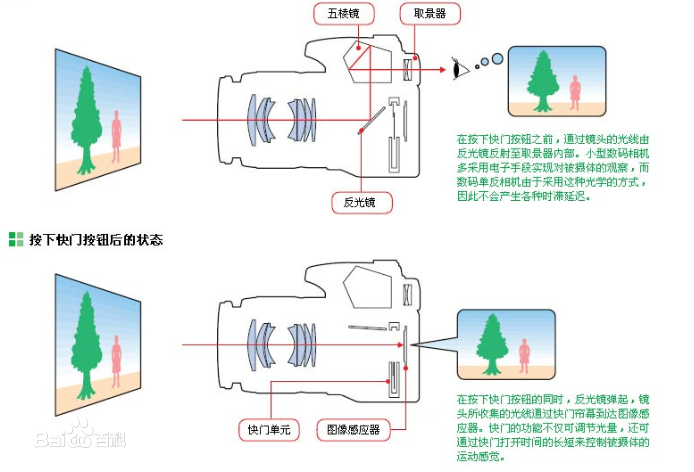 五棱镜
取景器
在按下快门按钮之前，通过镜头的光线由
反光镜反射至取景器内部。小型数码相机
多采用电子手段实现对被摄体的观察，而
数码单反相机由于采用这种光学的方式，
因此不会产生各种时滞延迟。
反光镜
按下快门按钮后的状态
在按下快门按钮的同时，反光镜弹起，镜
头所收集的光线通过快门帘幕到达图像感
应器。快门的功能不仅可调节光量，还可
通过快门打开时间的长短来控制被摄体的
运动感觉。
快门单元
图像感应器
Bai百科